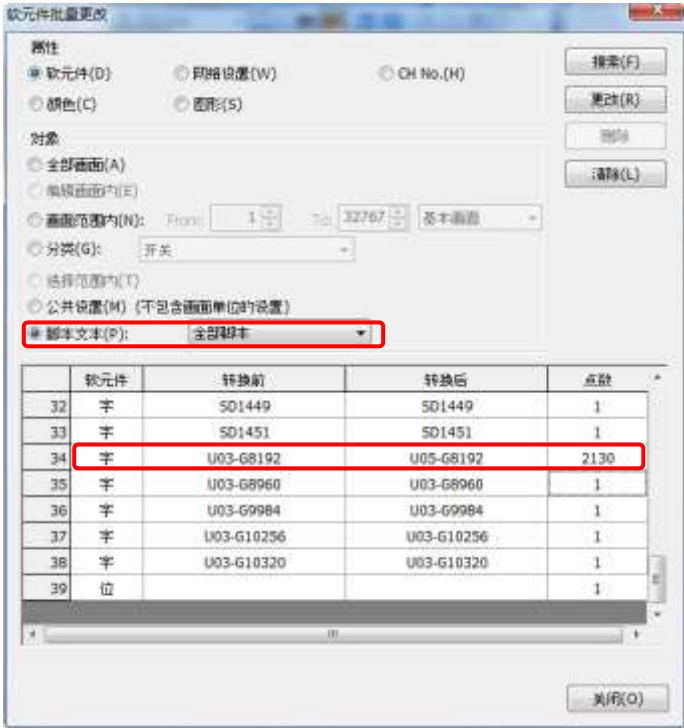 软元件批量更改
属性
软元件(D) 网络设置(W) CH No.(H)
颜色(C) 图形(S)
搜索(F)
更改(R)
删除
清除(L)
对象
全部画面(A)
编辑画面内(E)
画面范围内(N): From: 1 To: 32767 基本画面
分类(G): 开关
选择范围内(T)
公共设置(M) (不包含画面单位的设置)
脚本文本(P): 全部脚本
软元件 转换前 转换后 点数
32 字 SD1449 SD1449 1
33 字 SD1451 SD1451 1
34 字 U03-G8192 U05-G8192 2130
35 字 U03-G8960 U03-G8960 1
36 字 U03-G9984 U03-G9984 1
37 字 U03-G10256 U03-G10256 1
38 字 U03-G10320 U03-G10320 1
39 位 1
关闭(O)